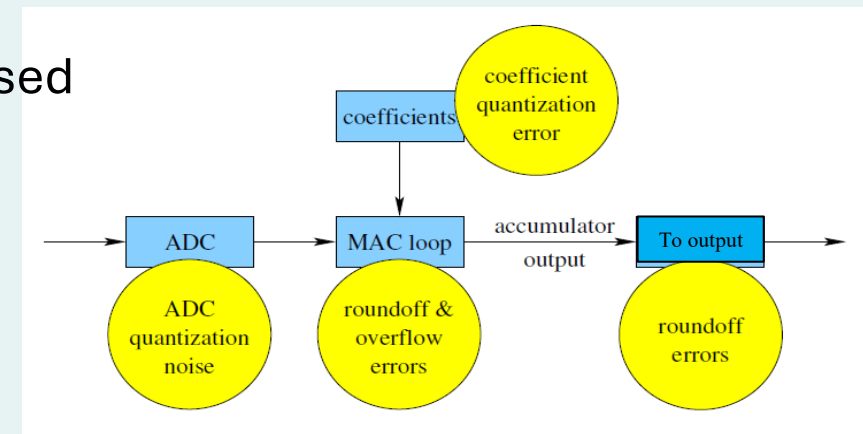 sed
coefficient
quantization
error
coefficients
ADC
MAC loop
accumulator
output
To output
ADC
quantization
noise
roundoff &
overflow
errors
roundoff
errors